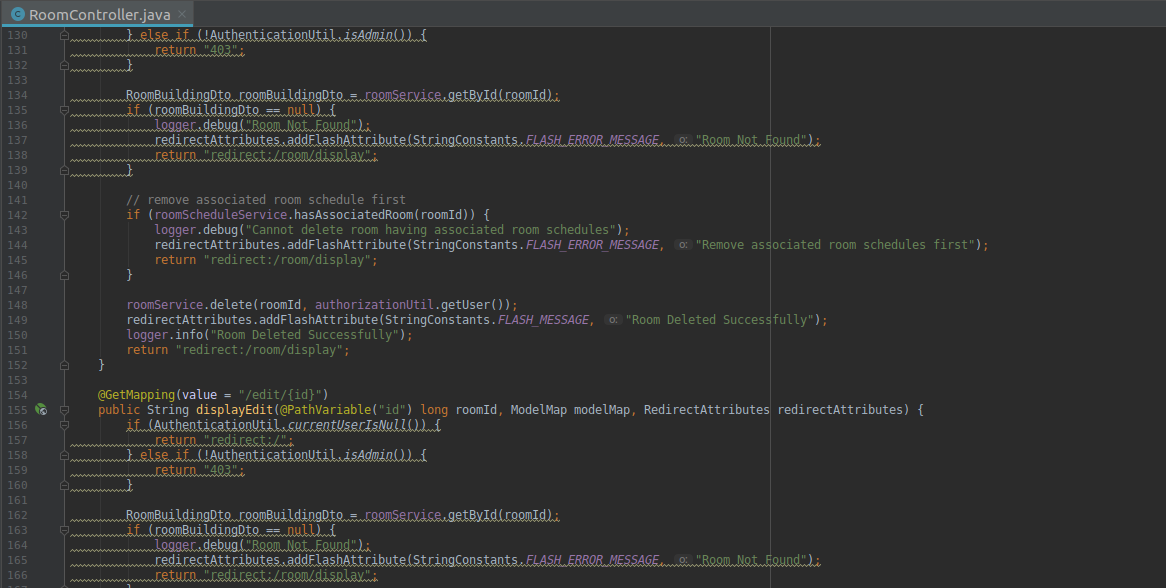 RoomController.java
130 } else if (!AuthenticationUtil.isAdmin()) {
131 return "403";
132 }
133
134 RoomBuildingDto roomBuildingDto = roomService.getById(roomId);
135 if (roomBuildingDto == null) {
136 logger.debug("Room Not Found");
137 redirectAttributes.addFlashAttribute(StringConstants.FLASH_ERROR_MESSAGE, o: "Room Not Found");
138 return "redirect:/room/display";
139 }
140
141 // remove associated room schedule first
142 if (roomScheduleService.hasAssociatedRoom(roomId)) {
143 logger.debug("Cannot delete room having associated room schedules");
144 redirectAttributes.addFlashAttribute(StringConstants.FLASH_ERROR_MESSAGE, o: "Remove associated room schedules first");
145 return "redirect:/room/display";
146 }
147
148 roomService.delete(roomId, authorizationUtil.getUser());
149 redirectAttributes.addFlashAttribute(StringConstants.FLASH_MESSAGE, o: "Room Deleted Successfully");
150 logger.info("Room Deleted Successfully");
151 return "redirect:/room/display";
152 }
153
154 @GetMapping(value = "/edit/{id}")
155 public String displayEdit(@PathVariable("id") long roomId, ModelMap modelMap, RedirectAttributes redirectAttributes) {
156 if (AuthenticationUtil.currentUserIsNull()) {
157 return "redirect:/";
158 } else if (!AuthenticationUtil.isAdmin()) {
159 return "403";
160 }
161
162 RoomBuildingDto roomBuildingDto = roomService.getById(roomId);
163 if (roomBuildingDto == null) {
164 logger.debug("Room Not Found");
165 redirectAttributes.addFlashAttribute(StringConstants.FLASH_ERROR_MESSAGE, o: "Room Not Found");
166 return "redirect:/room/display";
167 }